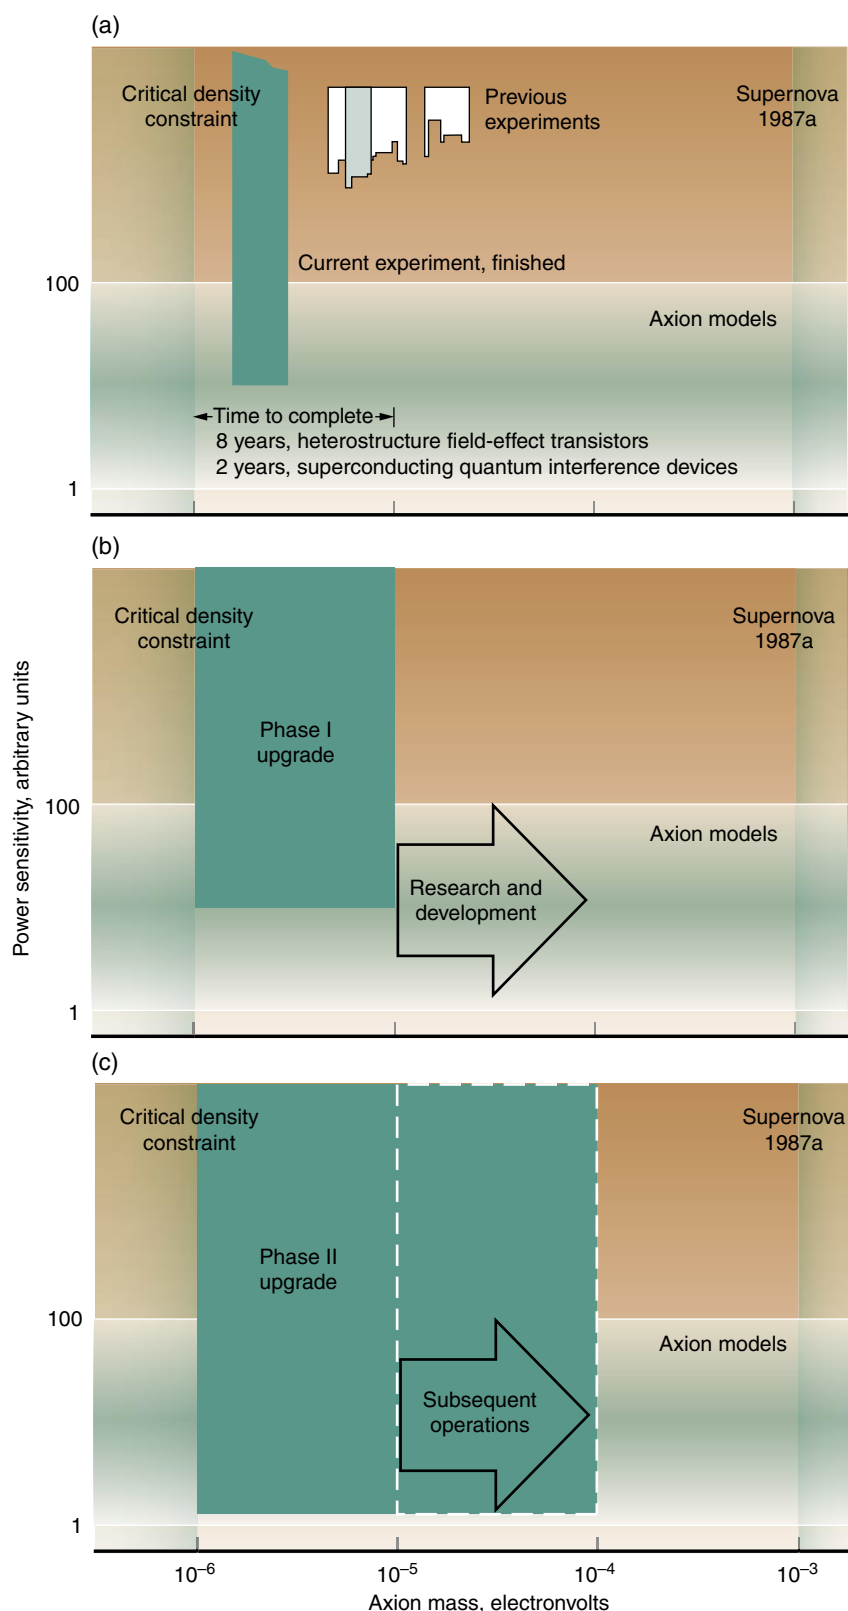 (a)
Critical density
constraint
Previous
experiments
Supernova
1987a
Current experiment, finished
100
Axion models
Time to complete
8 years, heterostructure field-effect transistors
2 years, superconducting quantum interference devices
1
(b)
Critical density
constraint
Supernova
1987a
Phase I
upgrade
Power sensitivity, arbitrary units
100
Axion models
Research and
development
1
(c)
Critical density
constraint
Supernova
1987a
Phase II
upgrade
100
Axion models
Subsequent
operations
1
10⁻⁶ 10⁻⁵ 10⁻⁴ 10⁻³
Axion mass, electronvolts